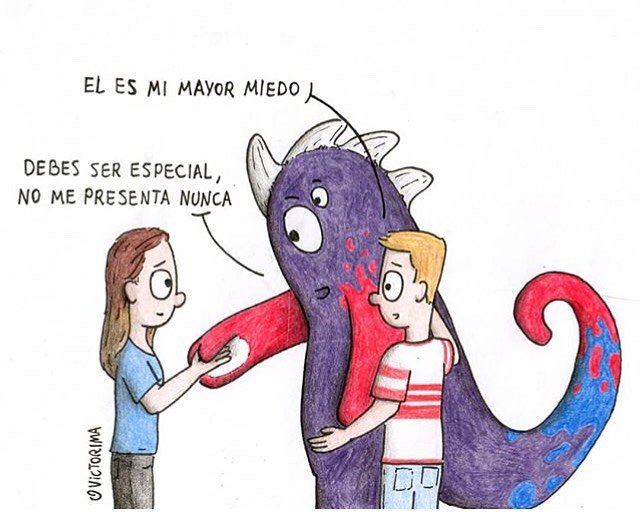 EL ES MI MAYOR MIEDO
DEBES SER ESPECIAL,
NO ME PRESENTA NUNCA
©VICTORIMA